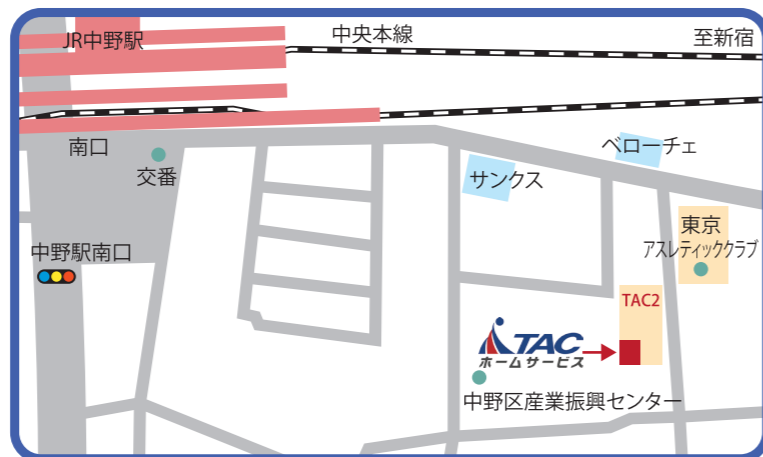 JR中野駅
中央本線
至新宿
南口
交番
サンクス
ベローチェ
中野駅南口
東京
アスレティッククラブ
TAC2
TAC
ホームサービス
中野区産業振興センター